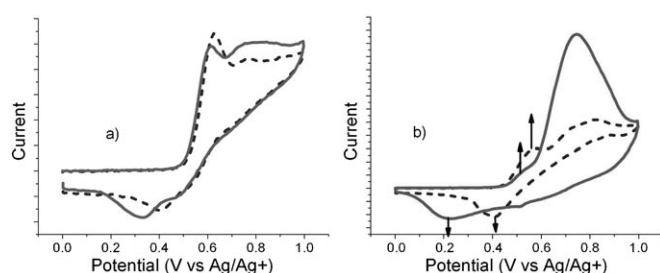 a)
Current
0.0 0.2 0.4 0.6 0.8 1.0
Potential (V vs Ag/Ag+)
b)
Current
0.0 0.2 0.4 0.6 0.8 1.0
Potential (V vs Ag/Ag+)